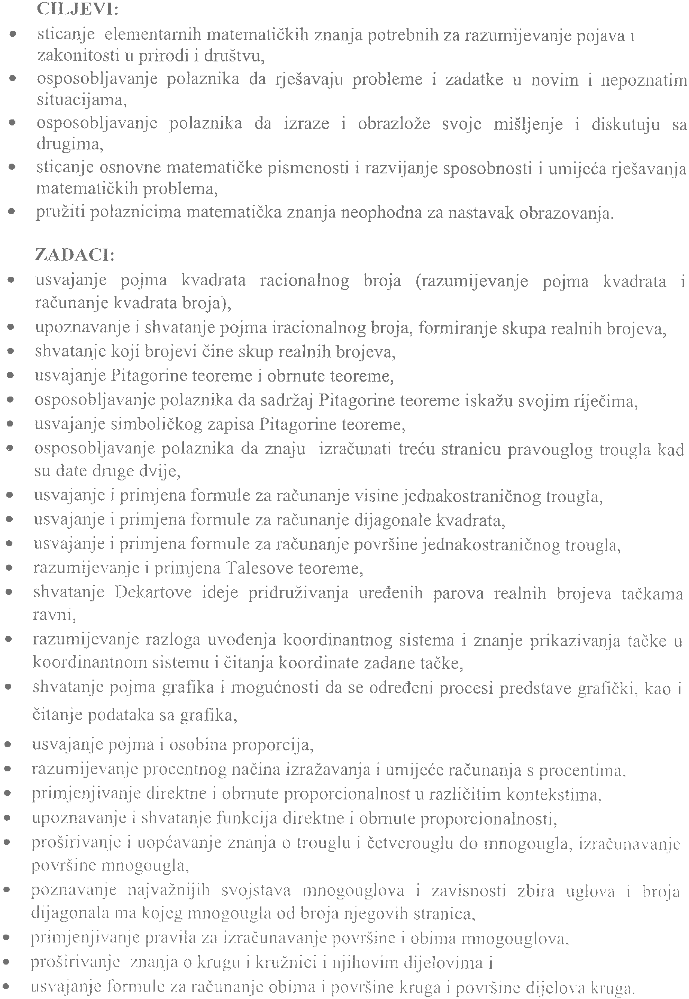 CILJEVI:
• sticanje elementarnih matematičkih znanja potrebnih za razumijevanje pojava i
zakonitosti u prirodi i društvu,
• osposobljavanje polaznika da rješavaju probleme i zadatke u novim i nepoznatim
situacijama,
• osposobljavanje polaznika da izraze i obrazlože svoje mišljenje i diskutuju sa
drugima,
• sticanje osnovne matematičke pismenosti i razvijanje sposobnosti i umijeća rješavanja
matematičkih problema,
• pružiti polaznicima matematička znanja neophodna za nastavak obrazovanja.
ZADACI:
• usvajanje pojma kvadrata racionalnog broja (razumijevanje pojma kvadrata i
računanje kvadrata broja),
• upoznavanje i shvatanje pojma iracionalnog broja, formiranje skupa realnih brojeva,
• shvatanje koji brojevi čine skup realnih brojeva,
• usvajanje Pitagorine teoreme i obrnute teoreme,
• osposobljavanje polaznika da sadržaj Pitagorine teoreme iskažu svojim riječima,
• usvajanje simboličkog zapisa Pitagorine teoreme,
• osposobljavanje polaznika da znaju izračunati treću stranicu pravouglog trougla kad
su date druge dvije,
• usvajanje i primjena formule za računanje visine jednakostraničnog trougla,
• usvajanje i primjena formule za računanje dijagonale kvadrata,
• usvajanje i primjena formule za računanje površine jednakostraničnog trougla,
• razumijevanje i primjena Talesove teoreme,
• shvatanje Dekartove ideje pridruživanja uređenih parova realnih brojeva tačkama
ravni,
• razumijevanje razloga uvođenja koordinantnog sistema i znanje prikazivanja tačke u
koordinantnom sistemu i čitanja koordinate zadane tačke,
• shvatanje pojma grafika i mogućnosti da se određeni procesi predstave grafički, kao i
čitanje podataka sa grafika,
• usvajanje pojma i osobina proporcija,
• razumijevanje procentnog načina izražavanja i umijeće računanja s procentima,
• primjenjivanje direktne i obrnute proporcionalnost u različitim kontekstima,
• upoznavanje i shvatanje funkcija direktne i obrnute proporcionalnosti,
• proširivanje i uopćavanje znanja o trouglu i četverouglu do mnogougla, izračunavanje
površine mnogougla,
• poznavanje najvažnijih svojstava mnogouglova i zavisnosti zbira uglova i broja
dijagonala ma kojeg mnogougla od broja njegovih stranica,
• primjenjivanje pravila za izračunavanje površine i obima mnogouglova,
• proširivanje znanja o krugu i kružnici i njihovim dijelovima i
• usvajanje formule za računanje obima i površine kruga i površine dijelova kruga.